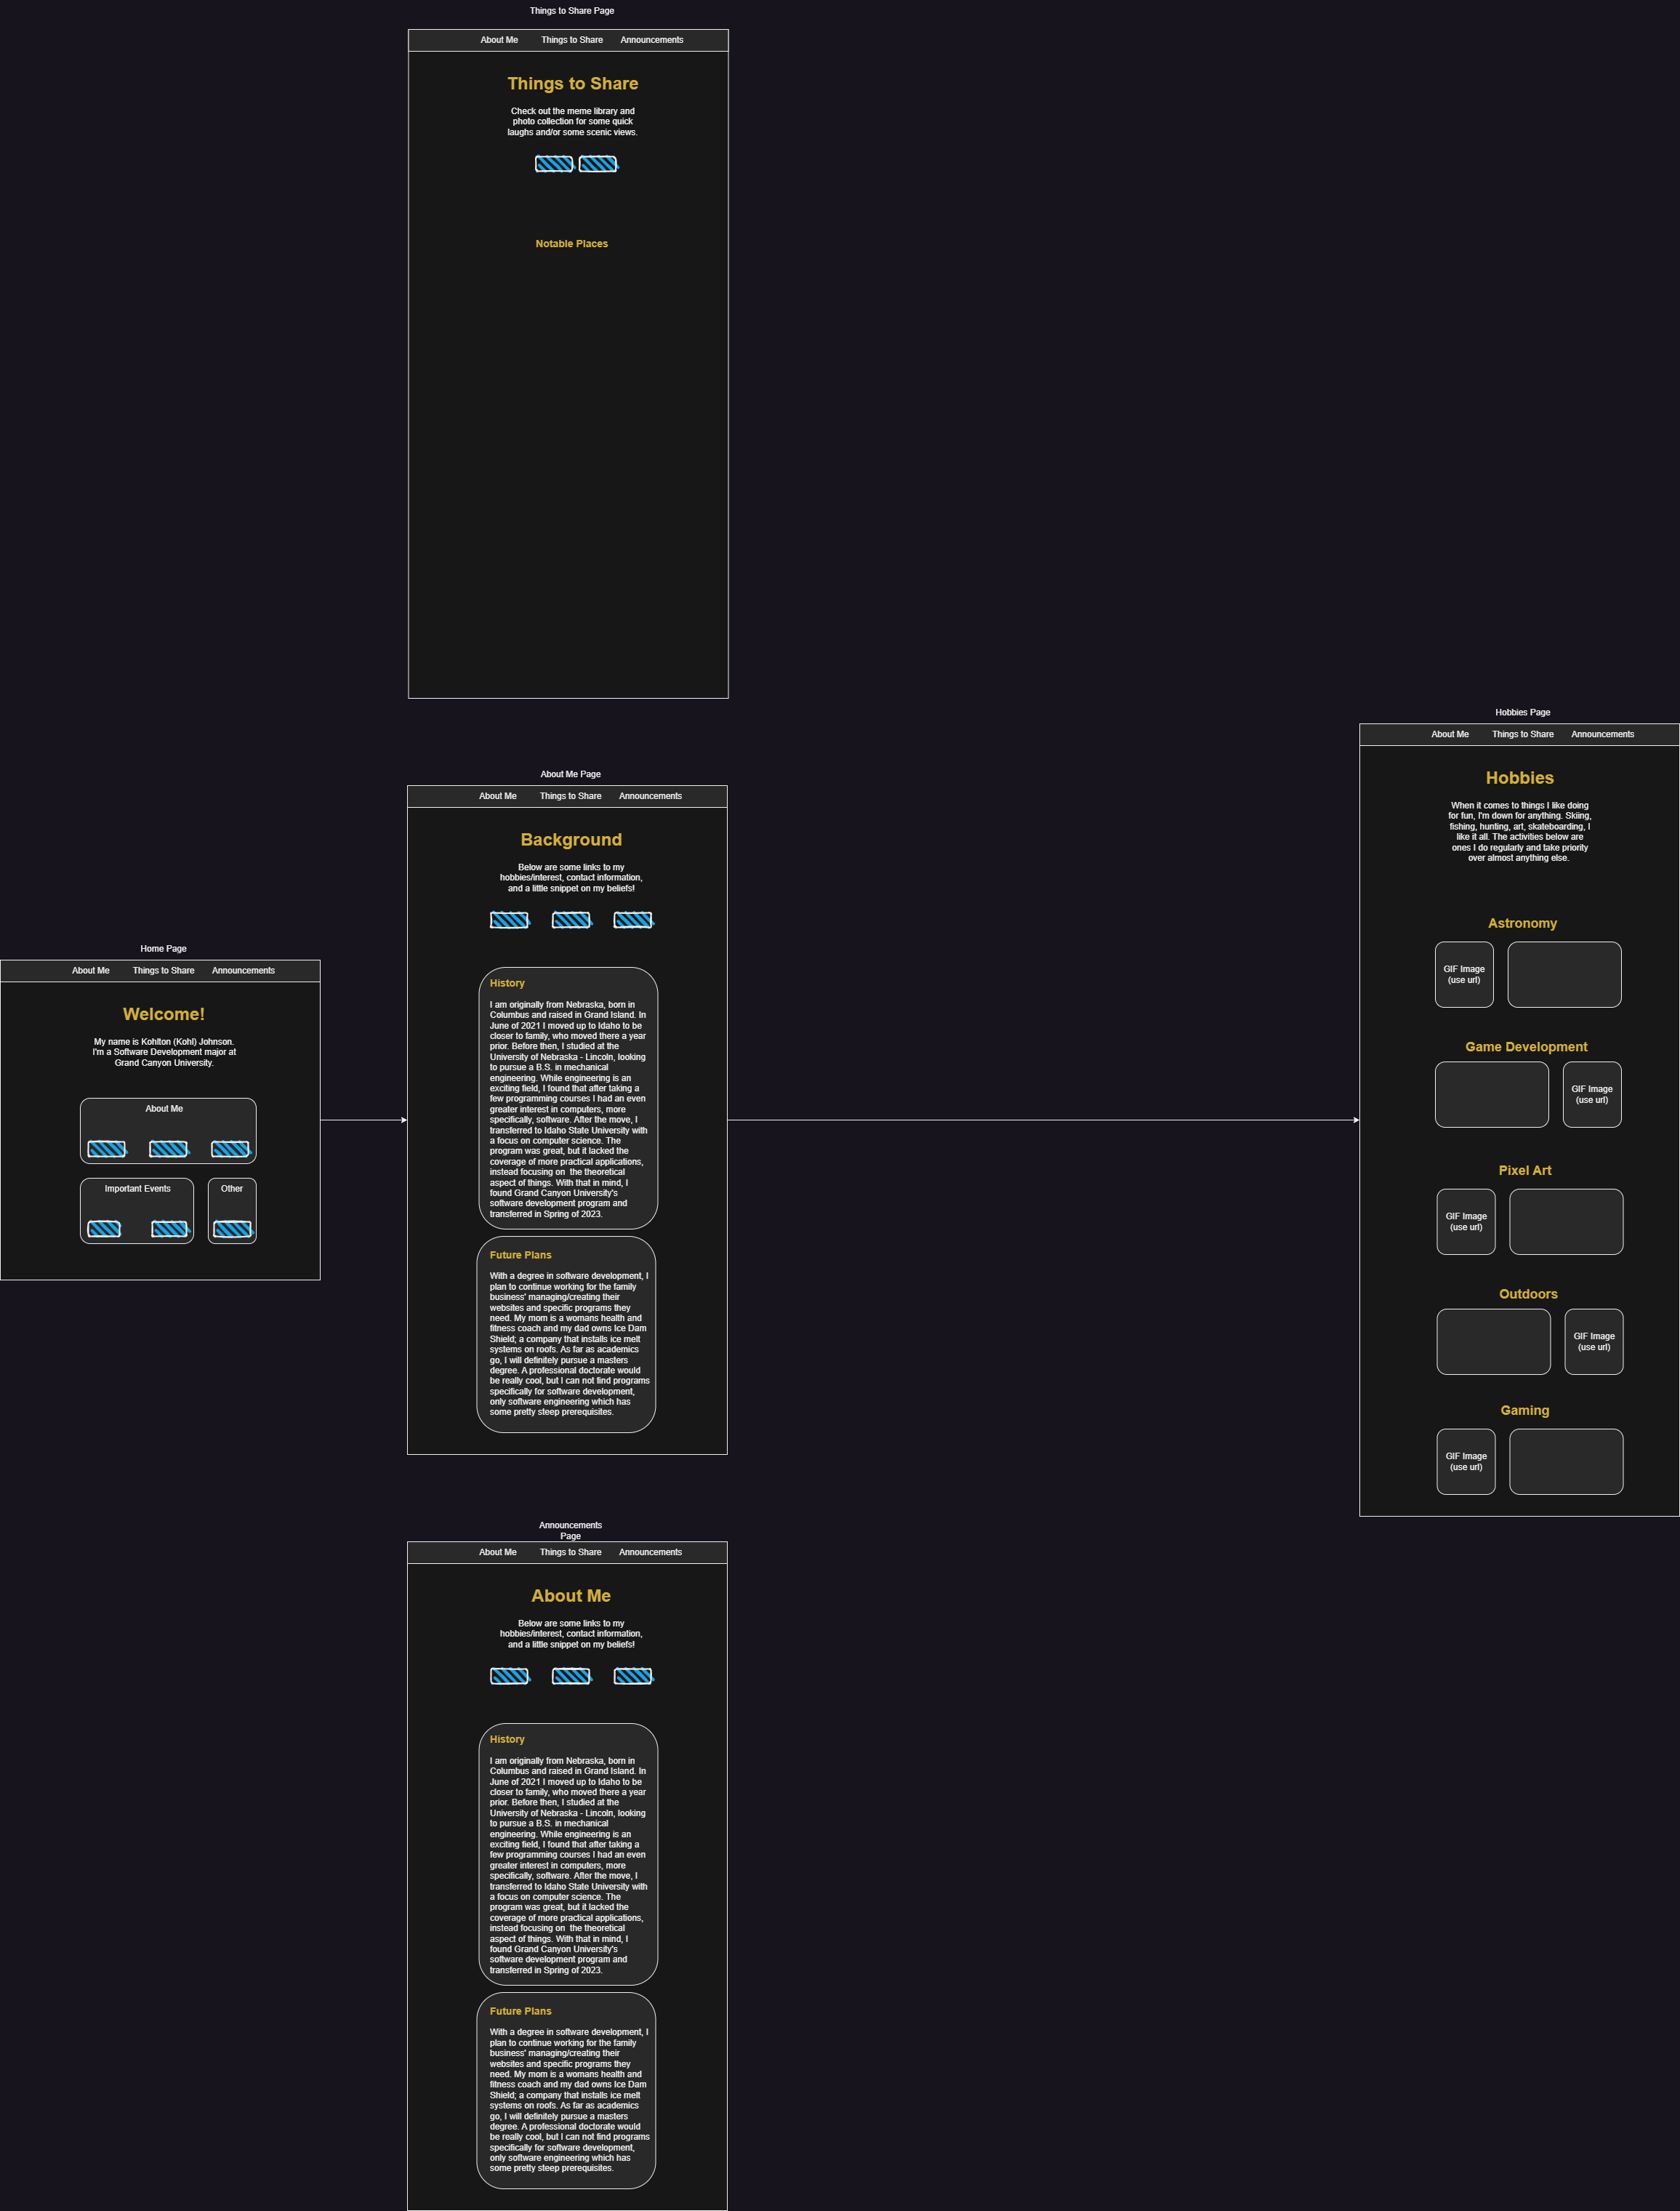 Things to Share Page
About Me Things to Share Announcements
Things to Share
Check out the meme library and
photo collection for some quick
laughs and/or some scenic views.
Notable Places
Home Page
About Me Things to Share Announcements
Welcome!
My name is Kohlton (Kohl) Johnson.
I'm a Software Development major at
Grand Canyon University.
About Me
Important Events
Other
About Me Page
About Me Things to Share Announcements
Background
Below are some links to my
hobbies/interest, contact information,
and a little snippet on my beliefs!
History
I am originally from Nebraska, born in
Columbus and raised in Grand Island. In
June of 2021 I moved up to Idaho to be
closer to family, who moved there a year
prior. Before then, I studied at the
University of Nebraska - Lincoln, looking
to pursue a B.S. in mechanical
engineering. While engineering is an
exciting field, I found that after taking a
few programming courses I had an even
greater interest in computers, more
specifically, software. After the move, I
transferred to Idaho State University with
a focus on computer science. The
program was great, but it lacked the
coverage of more practical applications,
instead focusing on  the theoretical
aspect of things. With that in mind, I
found Grand Canyon University's
software development program and
transferred in Spring of 2023.
Future Plans
With a degree in software development, I
plan to continue working for the family
business' managing/creating their
websites and specific programs they
need. My mom is a womans health and
fitness coach and my dad owns Ice Dam
Shield; a company that installs ice melt
systems on roofs. As far as academics
go, I will definitely pursue a masters
degree. A professional doctorate would
be really cool, but I can not find programs
specifically for software development,
only software engineering which has
some pretty steep prerequisites.
Hobbies Page
About Me Things to Share Announcements
Hobbies
When it comes to things I like doing
for fun, I'm down for anything. Skiing,
fishing, hunting, art, skateboarding, I
like it all. The activities below are
ones I do regularly and take priority
over almost anything else.
Astronomy
GIF Image
(use url)
Game Development
GIF Image
(use url)
Pixel Art
GIF Image
(use url)
Outdoors
GIF Image
(use url)
Gaming
GIF Image
(use url)
Announcements
Page
About Me Things to Share Announcements
About Me
Below are some links to my
hobbies/interest, contact information,
and a little snippet on my beliefs!
History
I am originally from Nebraska, born in
Columbus and raised in Grand Island. In
June of 2021 I moved up to Idaho to be
closer to family, who moved there a year
prior. Before then, I studied at the
University of Nebraska - Lincoln, looking
to pursue a B.S. in mechanical
engineering. While engineering is an
exciting field, I found that after taking a
few programming courses I had an even
greater interest in computers, more
specifically, software. After the move, I
transferred to Idaho State University with
a focus on computer science. The
program was great, but it lacked the
coverage of more practical applications,
instead focusing on  the theoretical
aspect of things. With that in mind, I
found Grand Canyon University's
software development program and
transferred in Spring of 2023.
Future Plans
With a degree in software development, I
plan to continue working for the family
business' managing/creating their
websites and specific programs they
need. My mom is a womans health and
fitness coach and my dad owns Ice Dam
Shield; a company that installs ice melt
systems on roofs. As far as academics
go, I will definitely pursue a masters
degree. A professional doctorate would
be really cool, but I can not find programs
specifically for software development,
only software engineering which has
some pretty steep prerequisites.